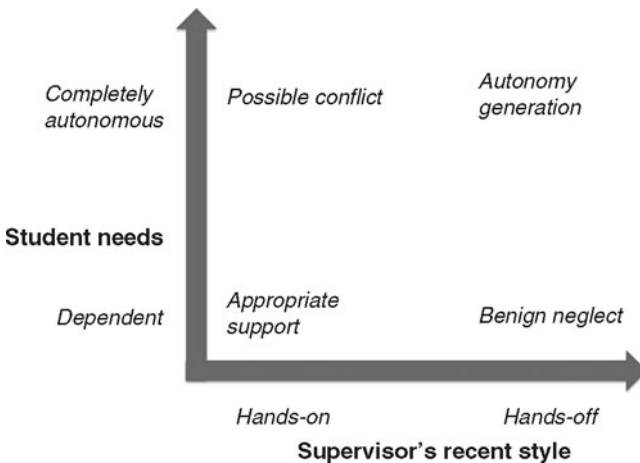 Completely
autonomous
Possible conflict
Autonomy
generation
Student needs
Dependent
Appropriate
support
Benign neglect
Hands-on
Hands-off
Supervisor's recent style